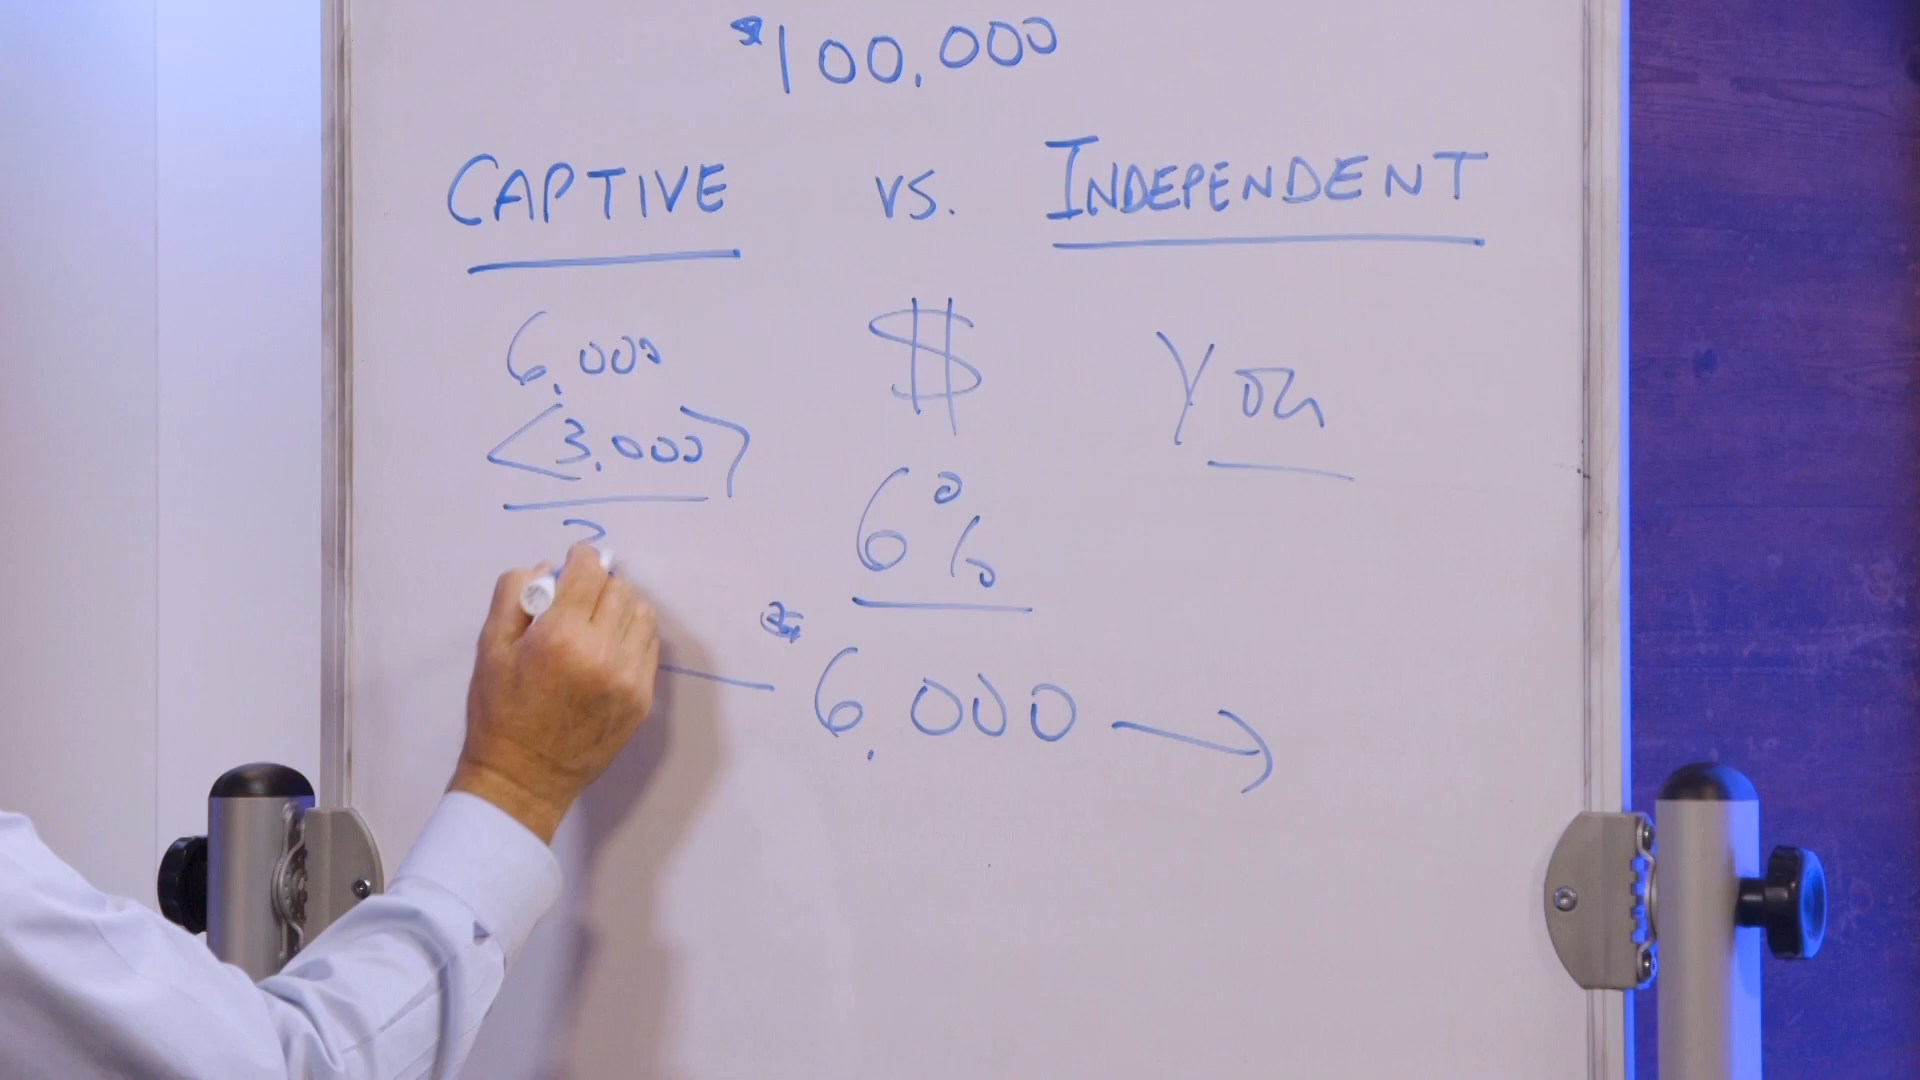 $100,000
CAPTIVE vs. INDEPENDENT
6,000 $ You
<3,000>
6%
$6,000